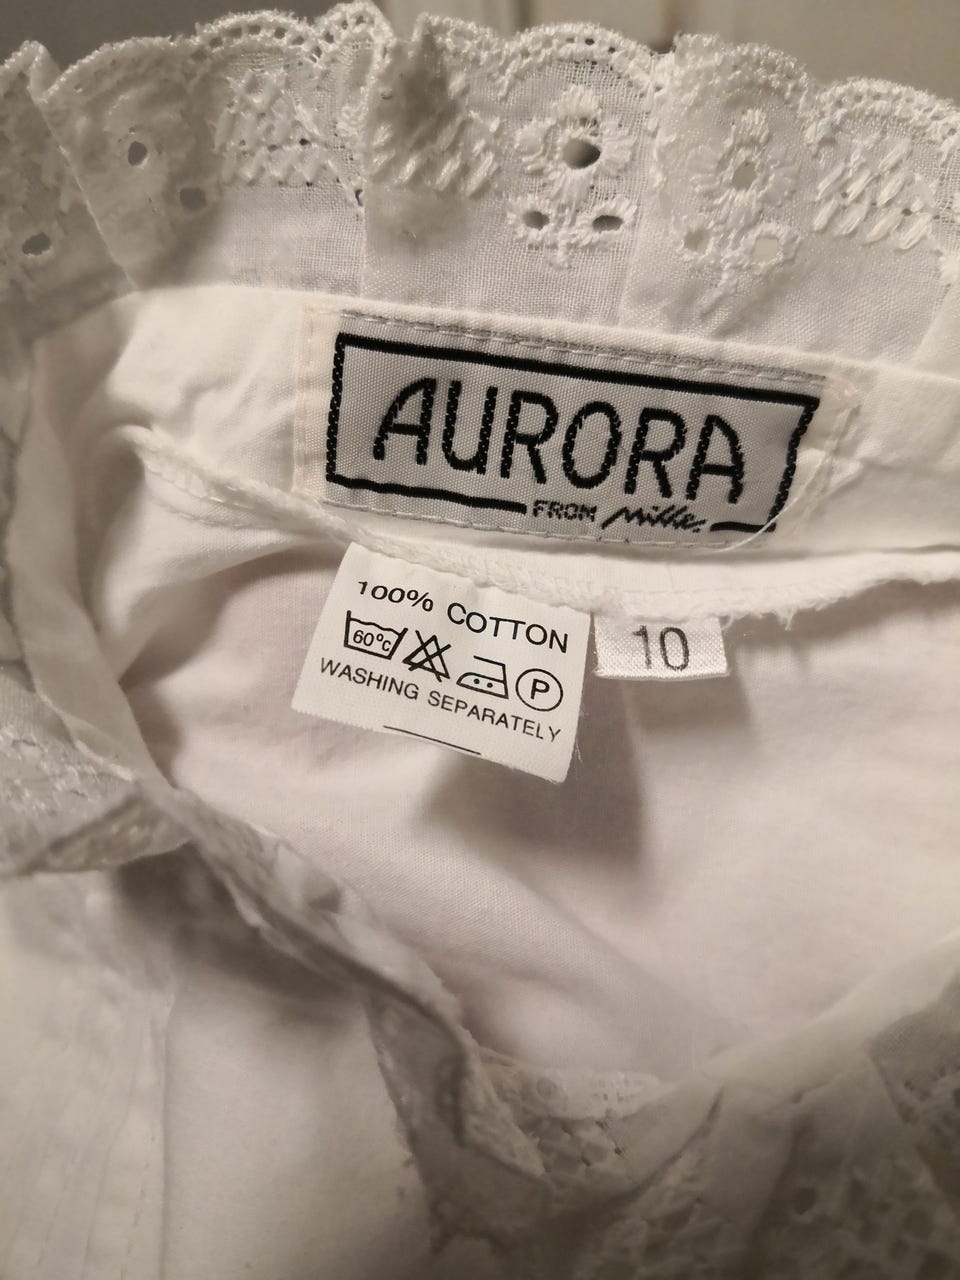 AURORA
FROM Mille.
100% COTTON
60°C P
WASHING SEPARATELY
10